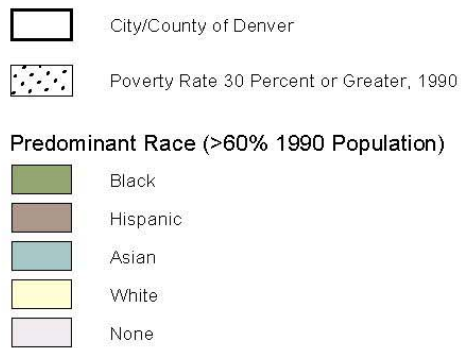 City/County of Denver
Poverty Rate 30 Percent or Greater, 1990
Predominant Race (>60% 1990 Population)
Black
Hispanic
Asian
White
None